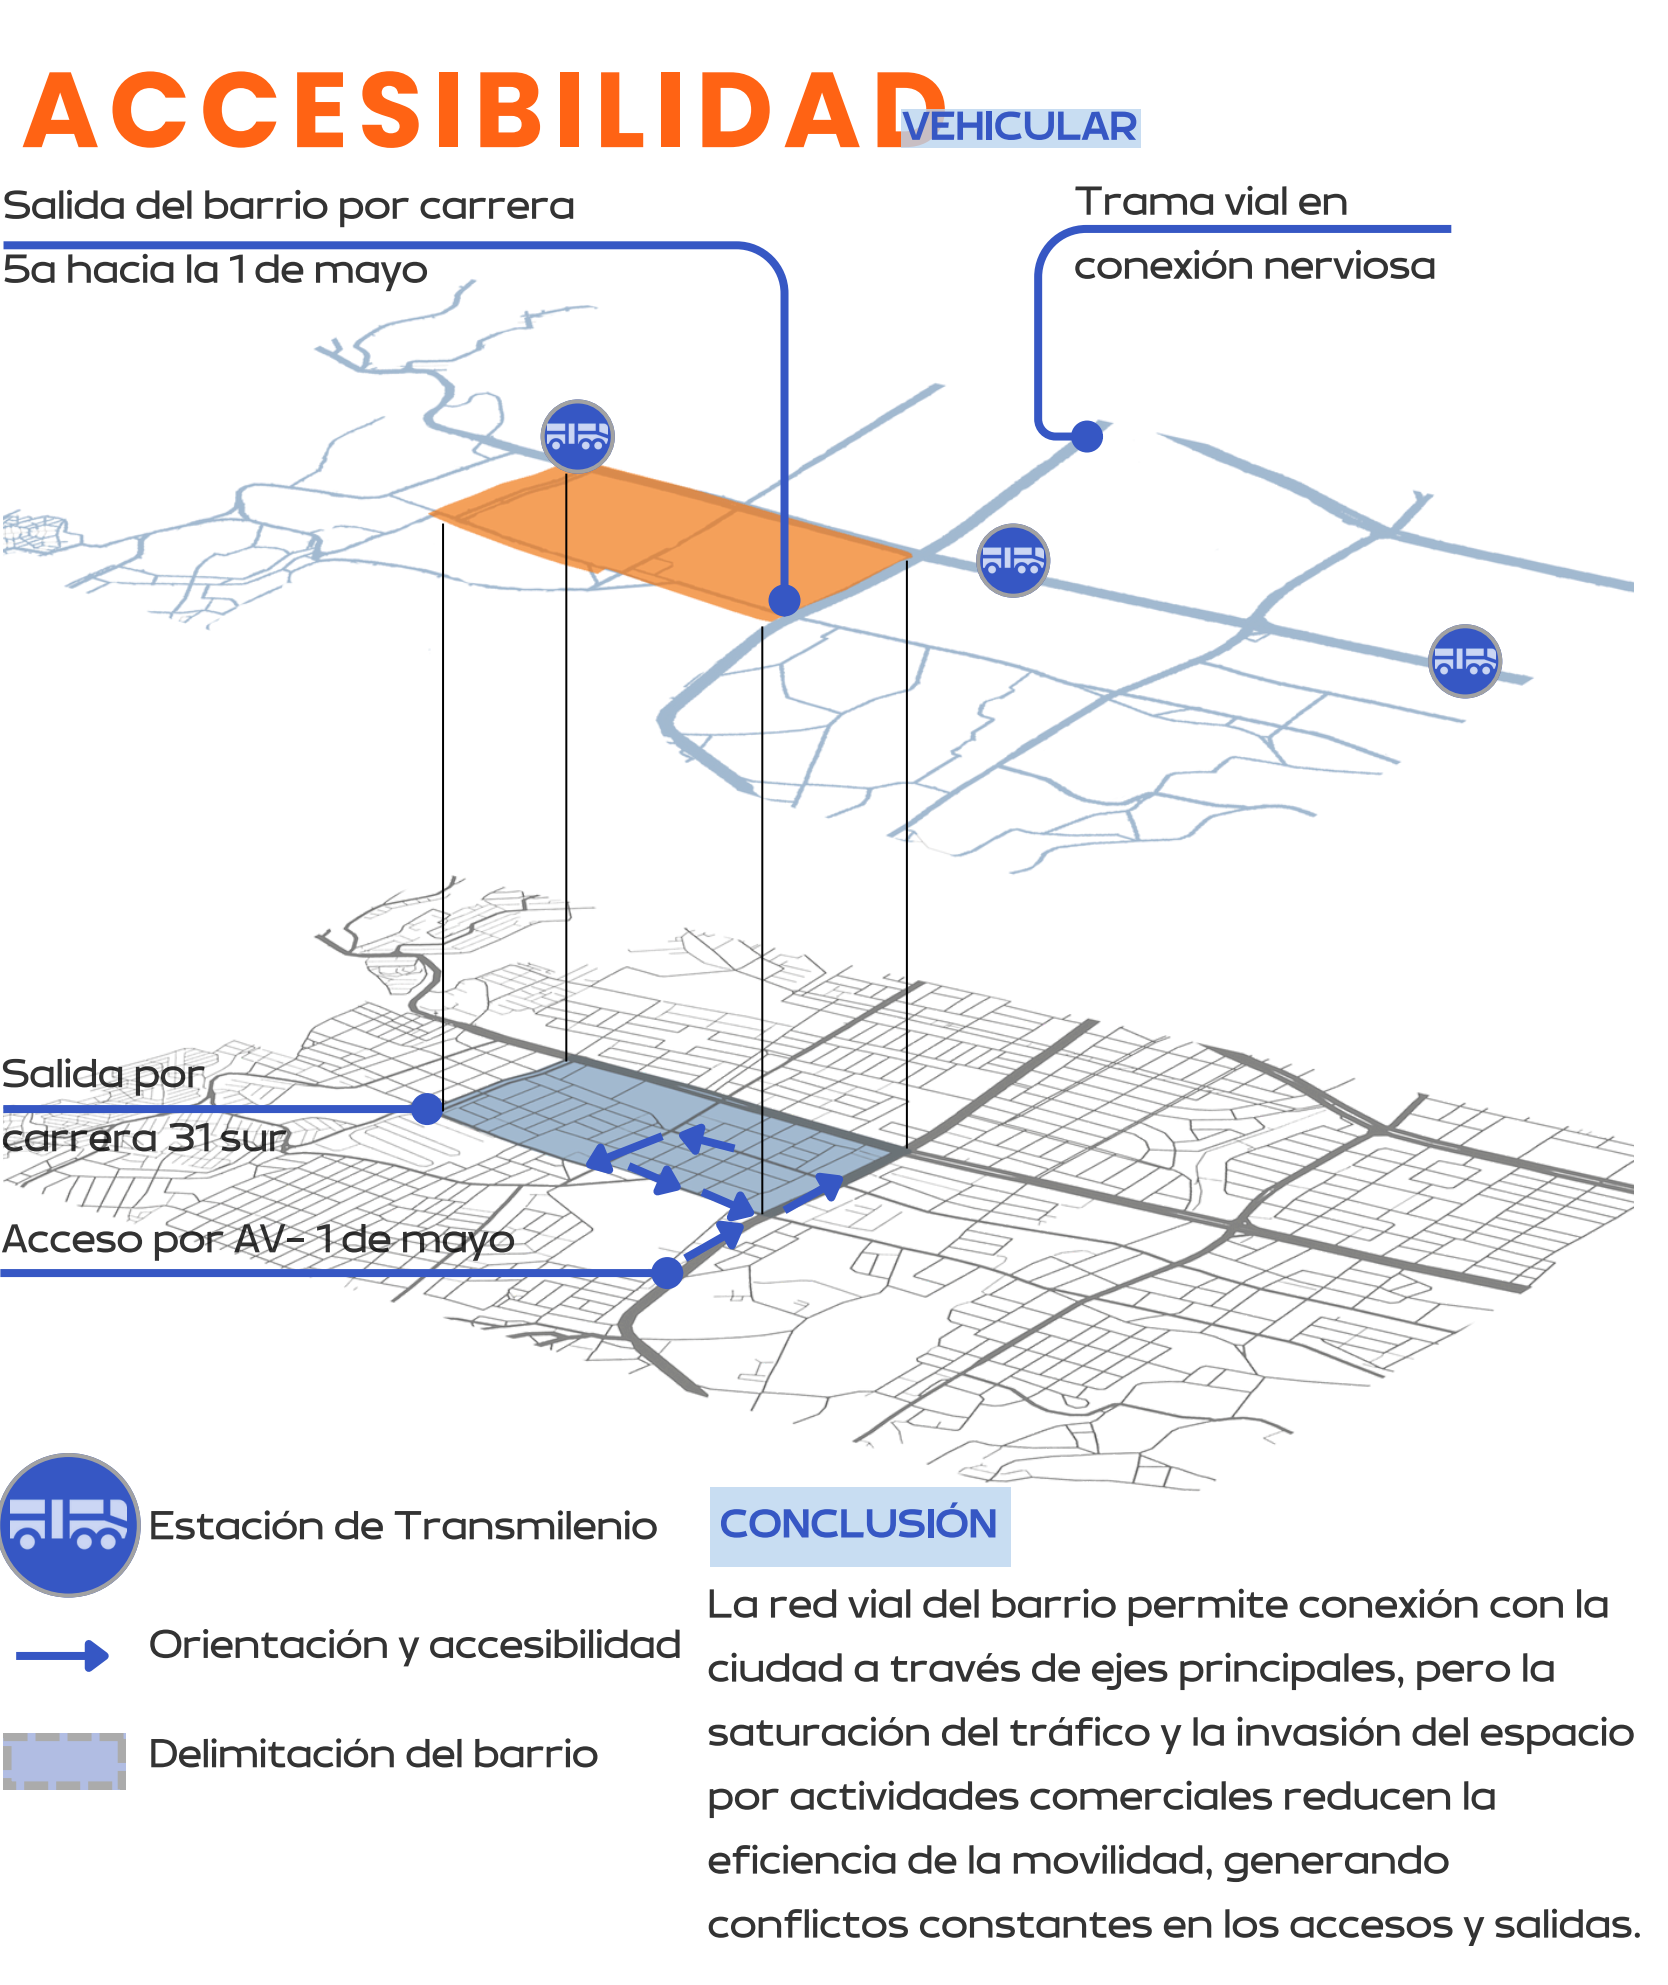 ACCESIBILIDAD
VEHICULAR
Salida del barrio por carrera
5a hacia la 1 de mayo
Trama vial en
conexión nerviosa
Salida por
carrera 31 sur
Acceso por AV- 1 de mayo
Estación de Transmilenio
Orientación y accesibilidad
Delimitación del barrio
CONCLUSIÓN
La red vial del barrio permite conexión con la
ciudad a través de ejes principales, pero la
saturación del tráfico y la invasión del espacio
por actividades comerciales reducen la
eficiencia de la movilidad, generando
conflictos constantes en los accesos y salidas.